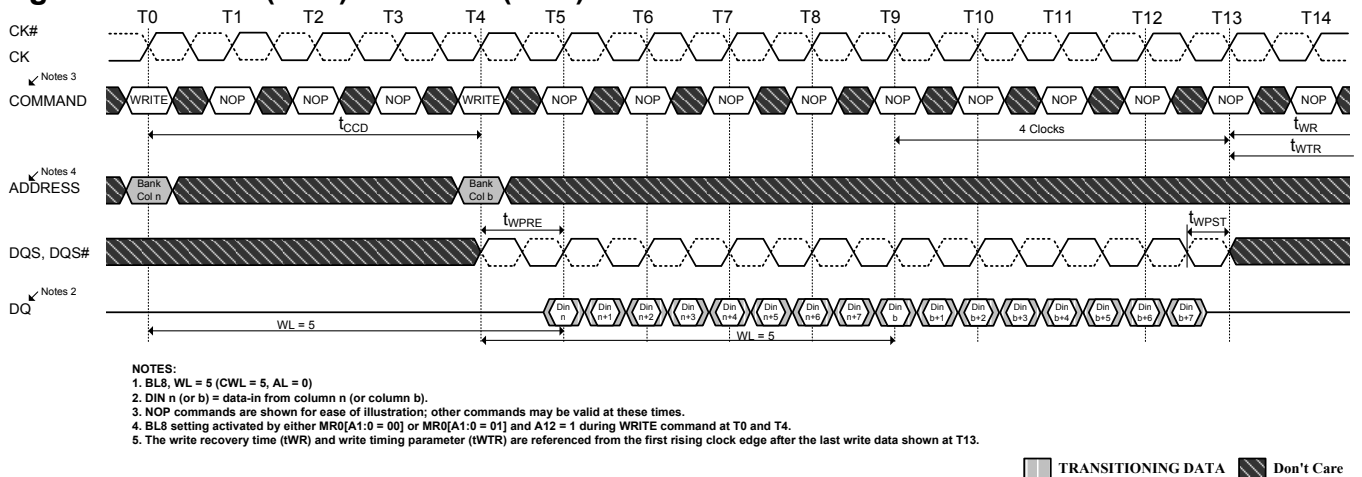 T0 T1 T2 T3 T4 T5 T6 T7 T8 T9 T10 T11 T12 T13 T14
CK#
CK
Notes 3
COMMAND WRITE NOP NOP NOP WRITE NOP NOP NOP NOP NOP NOP NOP NOP NOP NOP
tCCD 4 Clocks tWR
tWTR
Notes 4
ADDRESS
Bank Col n
Bank Col b
tWPRE tWPST
DQS, DQS#
Notes 2
DQ
Din n
Din n+1
Din n+2
Din n+3
Din n+4
Din n+5
Din n+6
Din n+7
Din b
Din b+1
Din b+2
Din b+3
Din b+4
Din b+5
Din b+6
Din b+7
WL = 5
WL = 5
NOTES:
1. BL8, WL = 5 (CWL = 5, AL = 0)
2. DIN n (or b) = data-in from column n (or column b).
3. NOP commands are shown for ease of illustration; other commands may be valid at these times.
4. BL8 setting activated by either MR0[A1:0 = 00] or MR0[A1:0 = 01] and A12 = 1 during WRITE command at T0 and T4.
5. The write recovery time (tWR) and write timing parameter (tWTR) are referenced from the first rising clock edge after the last write data shown at T13.
TRANSITIONING DATA Don't Care